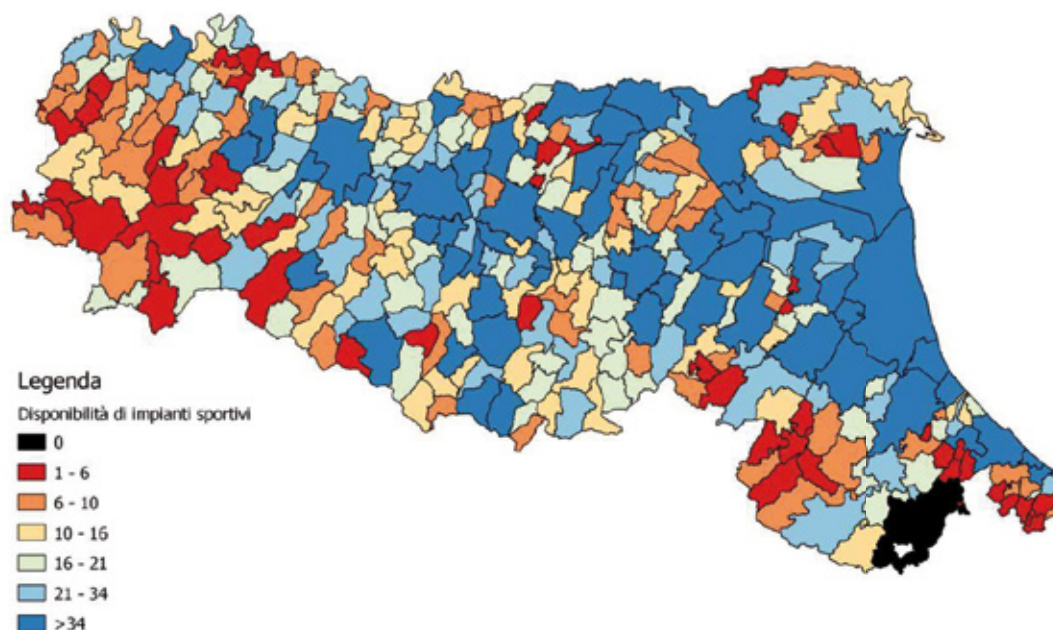 Legenda
Disponibilità di impianti sportivi
0
1 - 6
6 - 10
10 - 16
16 - 21
21 - 34
>34